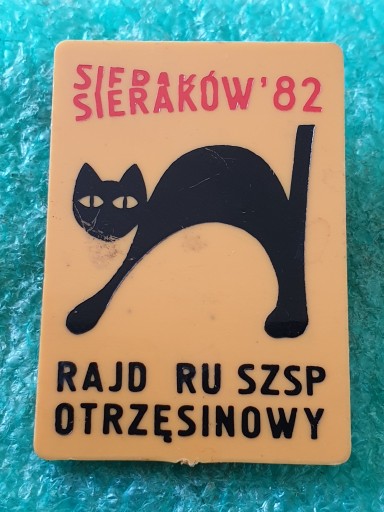 SIERAKÓW'82
RAJD RU SZSP
OTRZĘSINOWY